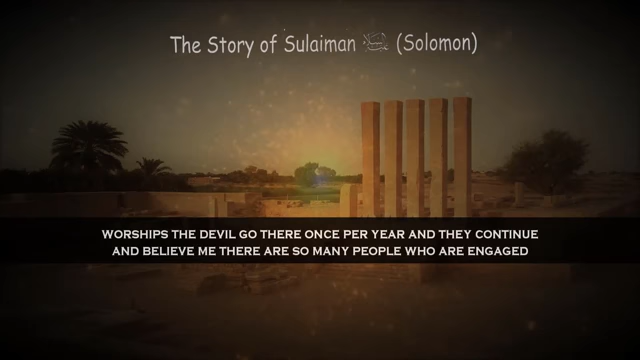 The Story of Sulaiman (Solomon)
WORSHIPS THE DEVIL GO THERE ONCE PER YEAR AND THEY CONTINUE
AND BELIEVE ME THERE ARE SO MANY PEOPLE WHO ARE ENGAGED